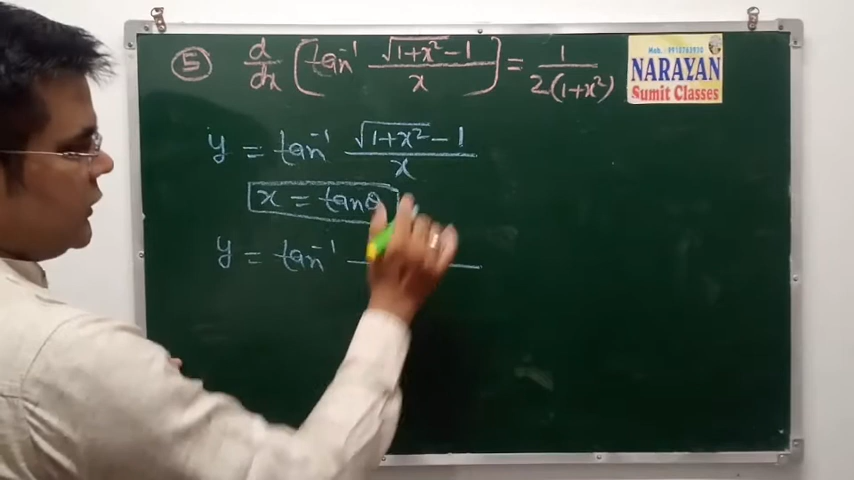 ⑤ d/dx (tan⁻¹ (√(1+x²) − 1)/x) = 1/(2(1+x²))
Mob. 9910763989
NARAYAN
Sumit Classes
y = tan⁻¹ (√(1+x²) − 1)/x
x = tanθ
y = tan⁻¹